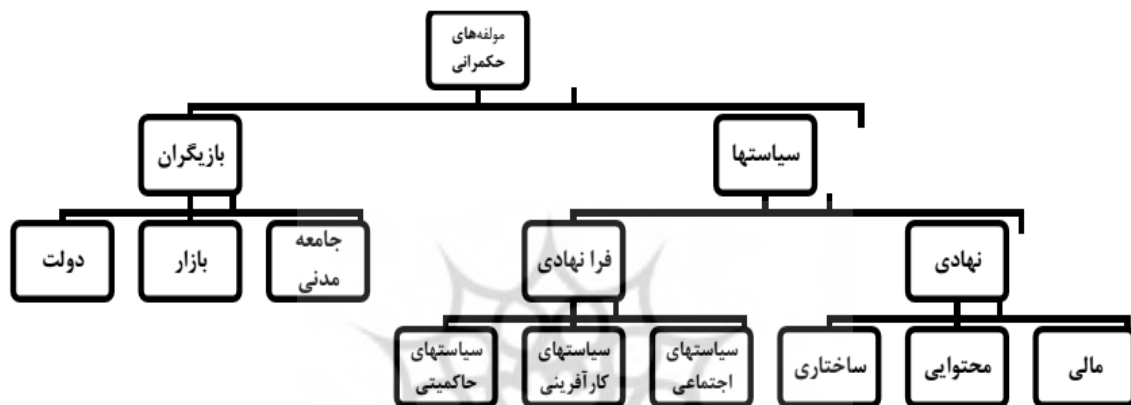 مولفه‌های
حکمرانی
سیاستها
بازیگران
نهادی
فرا نهادی
جامعه
مدنی
بازار
دولت
مالی
محتوایی
ساختاری
سیاستهای
اجتماعی
سیاستهای
کارآفرینی
سیاستهای
حاکمیتی